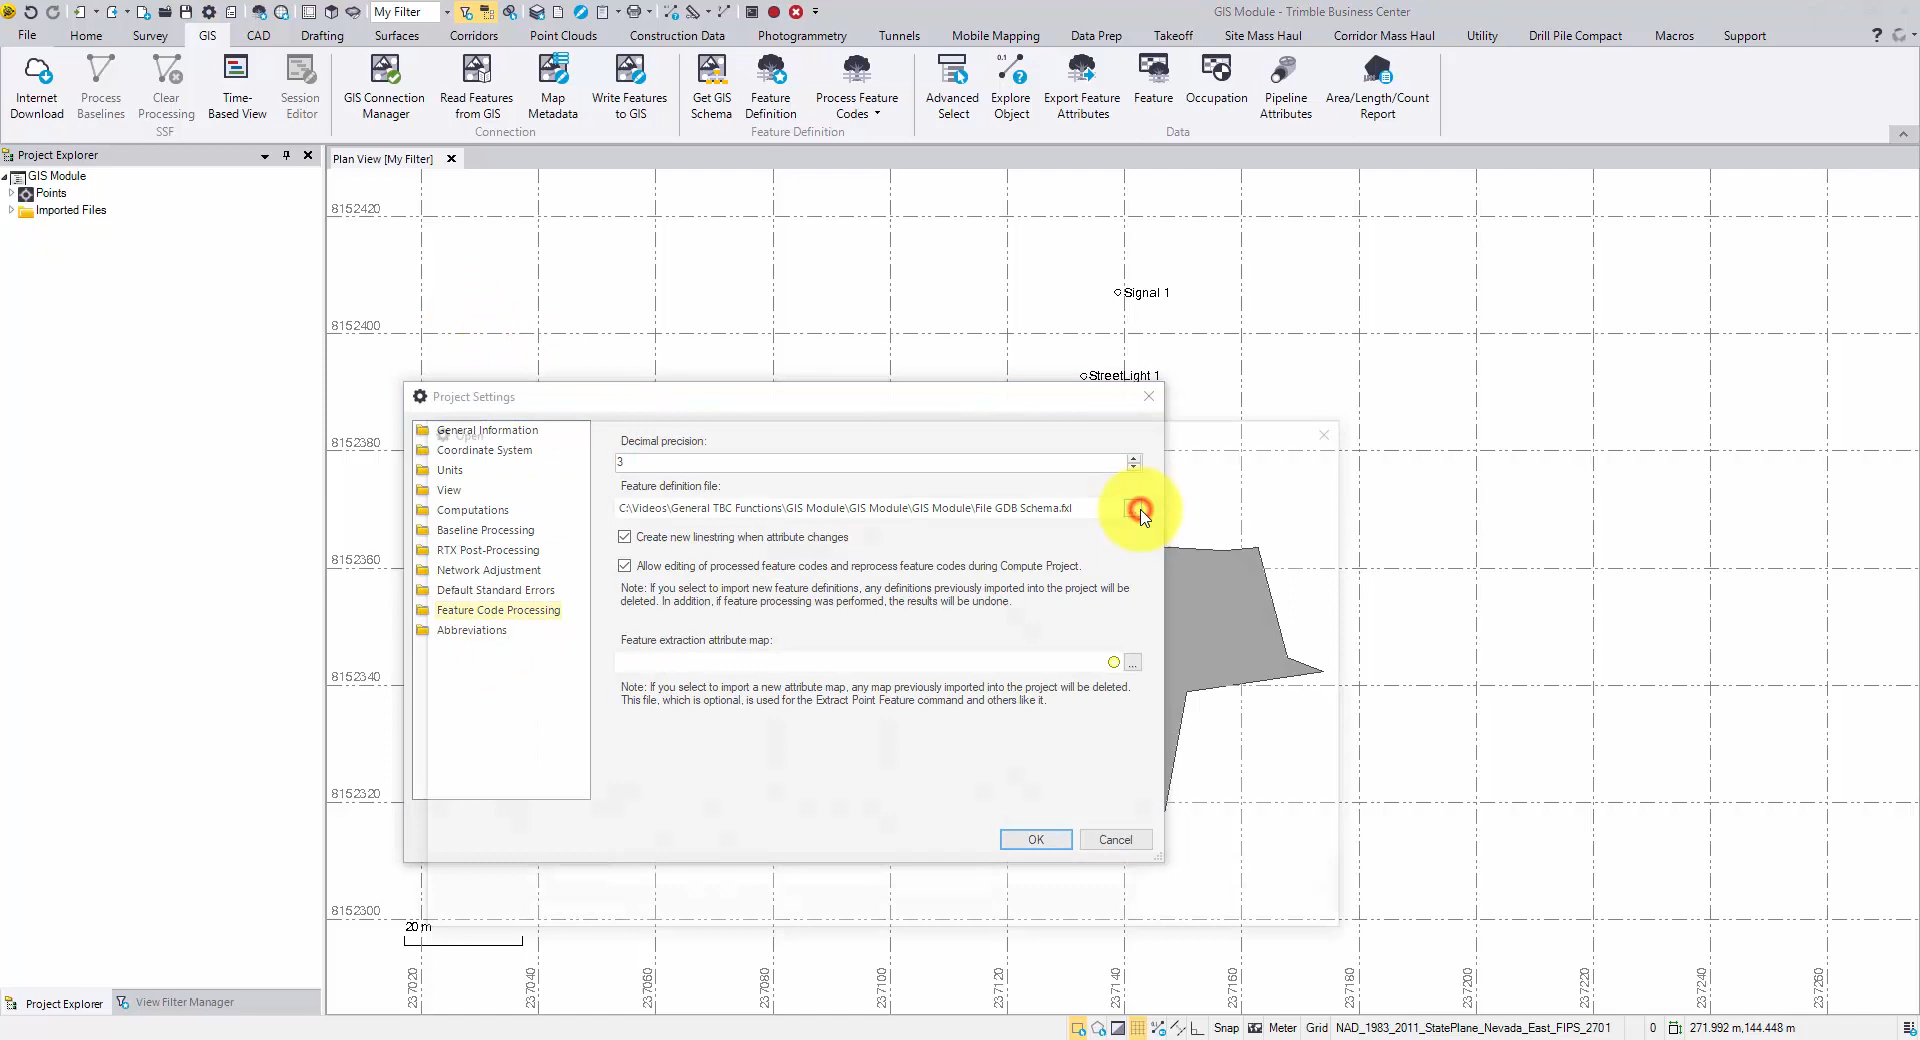 My Filter
GIS Module - Trimble Business Center
File Home Survey GIS CAD Drafting Surfaces Corridors Point Clouds Construction Data Photogrammetry Tunnels Mobile Mapping Data Prep Takeoff Site Mass Haul Corridor Mass Haul Utility Drill Pile Compact Macros Support
Internet Download
Process Baselines
Clear Processing
Time-Based View
Session Editor
SSF
GIS Connection Manager
Read Features from GIS
Map Metadata
Write Features to GIS
Connection
Get GIS Schema
Feature Definition
Process Feature Codes
Feature Definition
Advanced Select
Explore Object
Export Feature Attributes
Feature
Occupation
Pipeline Attributes
Area/Length/Count Report
Data
Project Explorer
GIS Module
Points
Imported Files
Plan View [My Filter]
8152420
8152400
8152380
8152360
8152340
8152320
8152300
Signal 1
StreetLight 1
Project Settings
Open
General Information
Coordinate System
Units
View
Computations
Baseline Processing
RTX Post-Processing
Network Adjustment
Default Standard Errors
Feature Code Processing
Abbreviations
Decimal precision:
3
Feature definition file:
C:\Videos\General TBC Functions\GIS Module\GIS Module\GIS Module\File GDB Schema.fxl
Create new linestring when attribute changes
Allow editing of processed feature codes and reprocess feature codes during Compute Project.
Note: If you select to import new feature definitions, any definitions previously imported into the project will be
deleted. In addition, if feature processing was performed, the results will be undone.
Feature extraction attribute map:
...
Note: If you select to import a new attribute map, any map previously imported into the project will be deleted.
This file, which is optional, is used for the Extract Point Feature command and others like it.
OK
Cancel
20 m
237020
237040
237060
237080
237100
237120
237140
237160
237180
237200
237220
237240
237260
Project Explorer
View Filter Manager
Snap Meter Grid NAD_1983_2011_StatePlane_Nevada_East_FIPS_2701 0 271.992 m,144.448 m